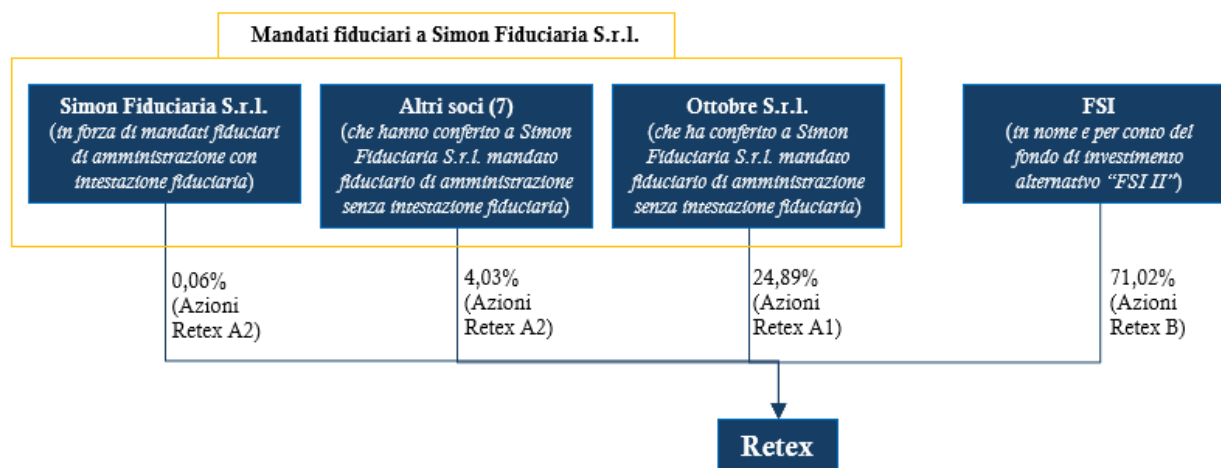 Mandati fiduciari a Simon Fiduciaria S.r.l.
Simon Fiduciaria S.r.l.
(in forza di mandati fiduciari
di amministrazione con
intestazione fiduciaria)
Altri soci (7)
(che hanno conferito a Simon
Fiduciaria S.r.l. mandato
fiduciario di amministrazione
senza intestazione fiduciaria)
Ottobre S.r.l.
(che ha conferito a Simon
Fiduciaria S.r.l. mandato
fiduciario di amministrazione
senza intestazione fiduciaria)
FSI
(in nome e per conto del
fondo di investimento
alternativo “FSI II”)
0,06%
(Azioni
Retex A2)
4,03%
(Azioni
Retex A2)
24,89%
(Azioni
Retex A1)
71,02%
(Azioni
Retex B)
Retex